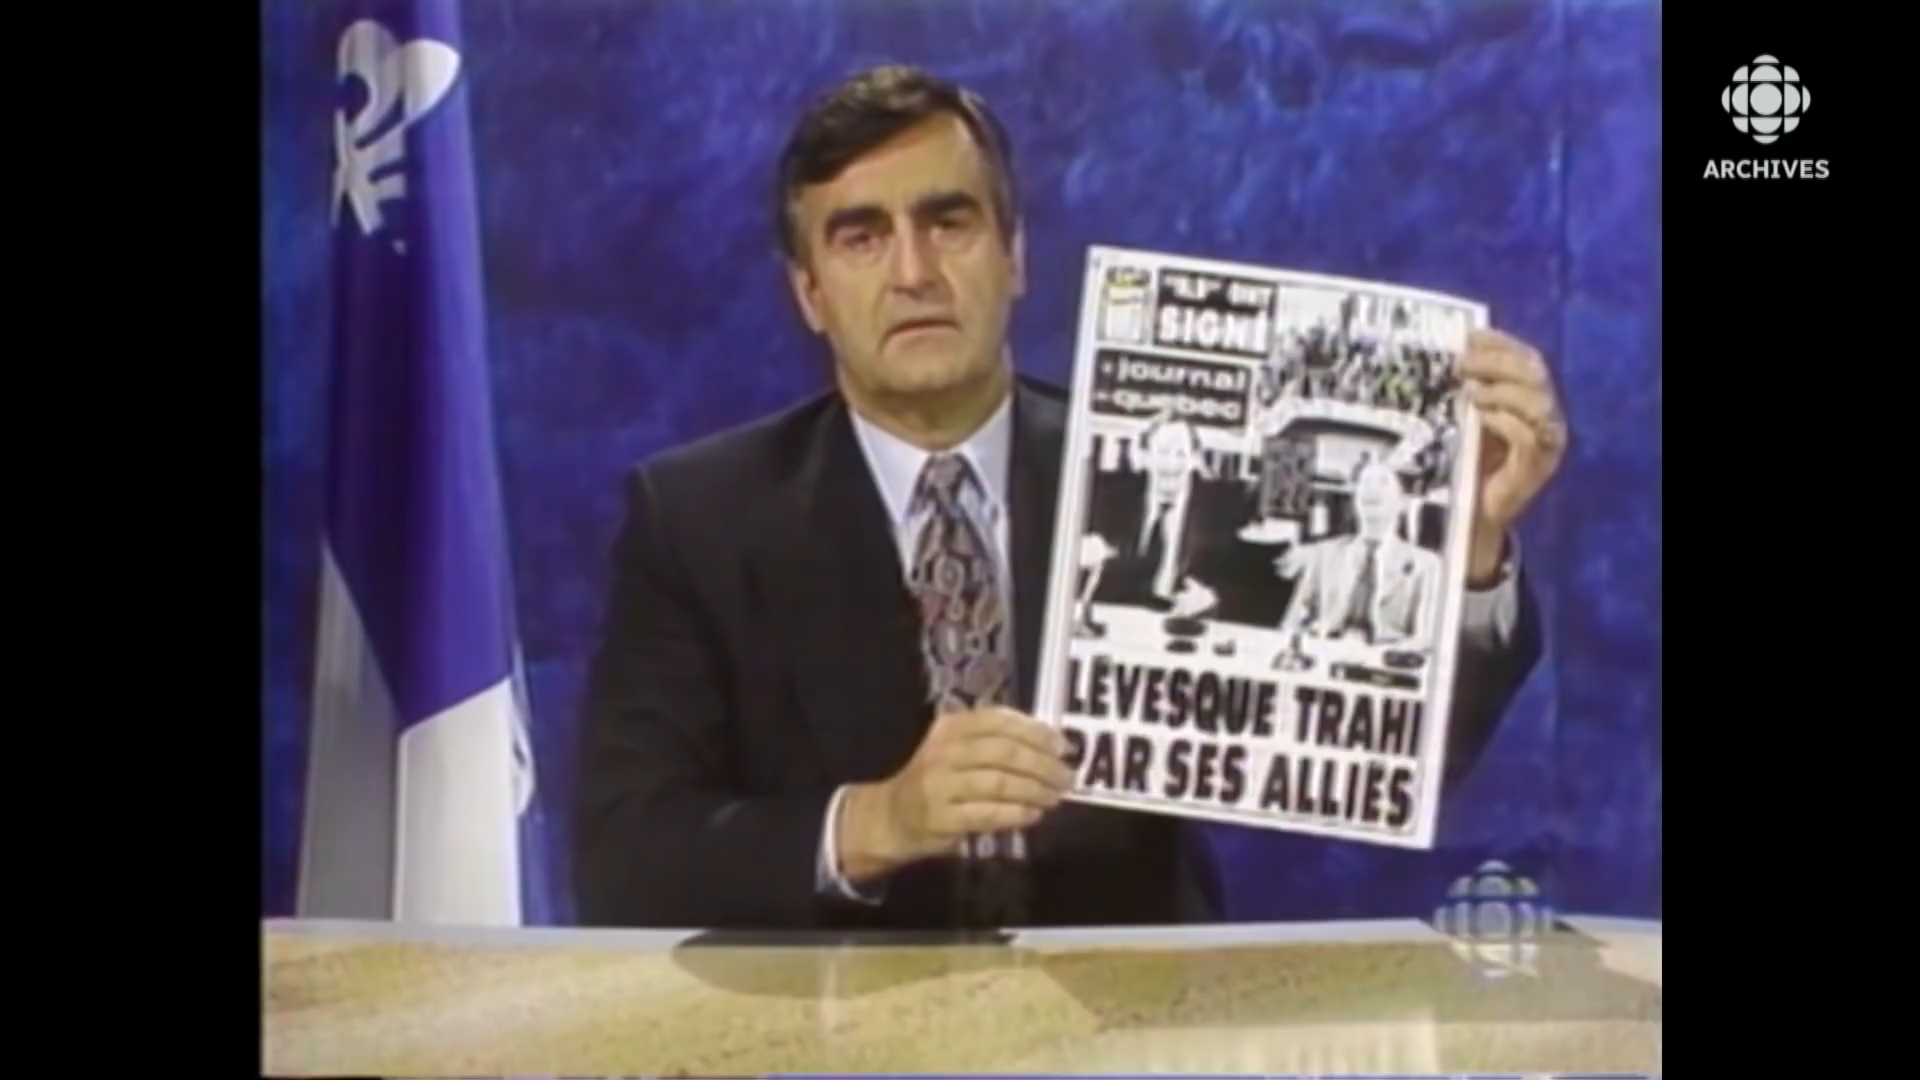 "ILS" ONT
SIGNÉ
journal
québec
LÉVESQUE TRAHI
PAR SES ALLIÉS
ARCHIVES